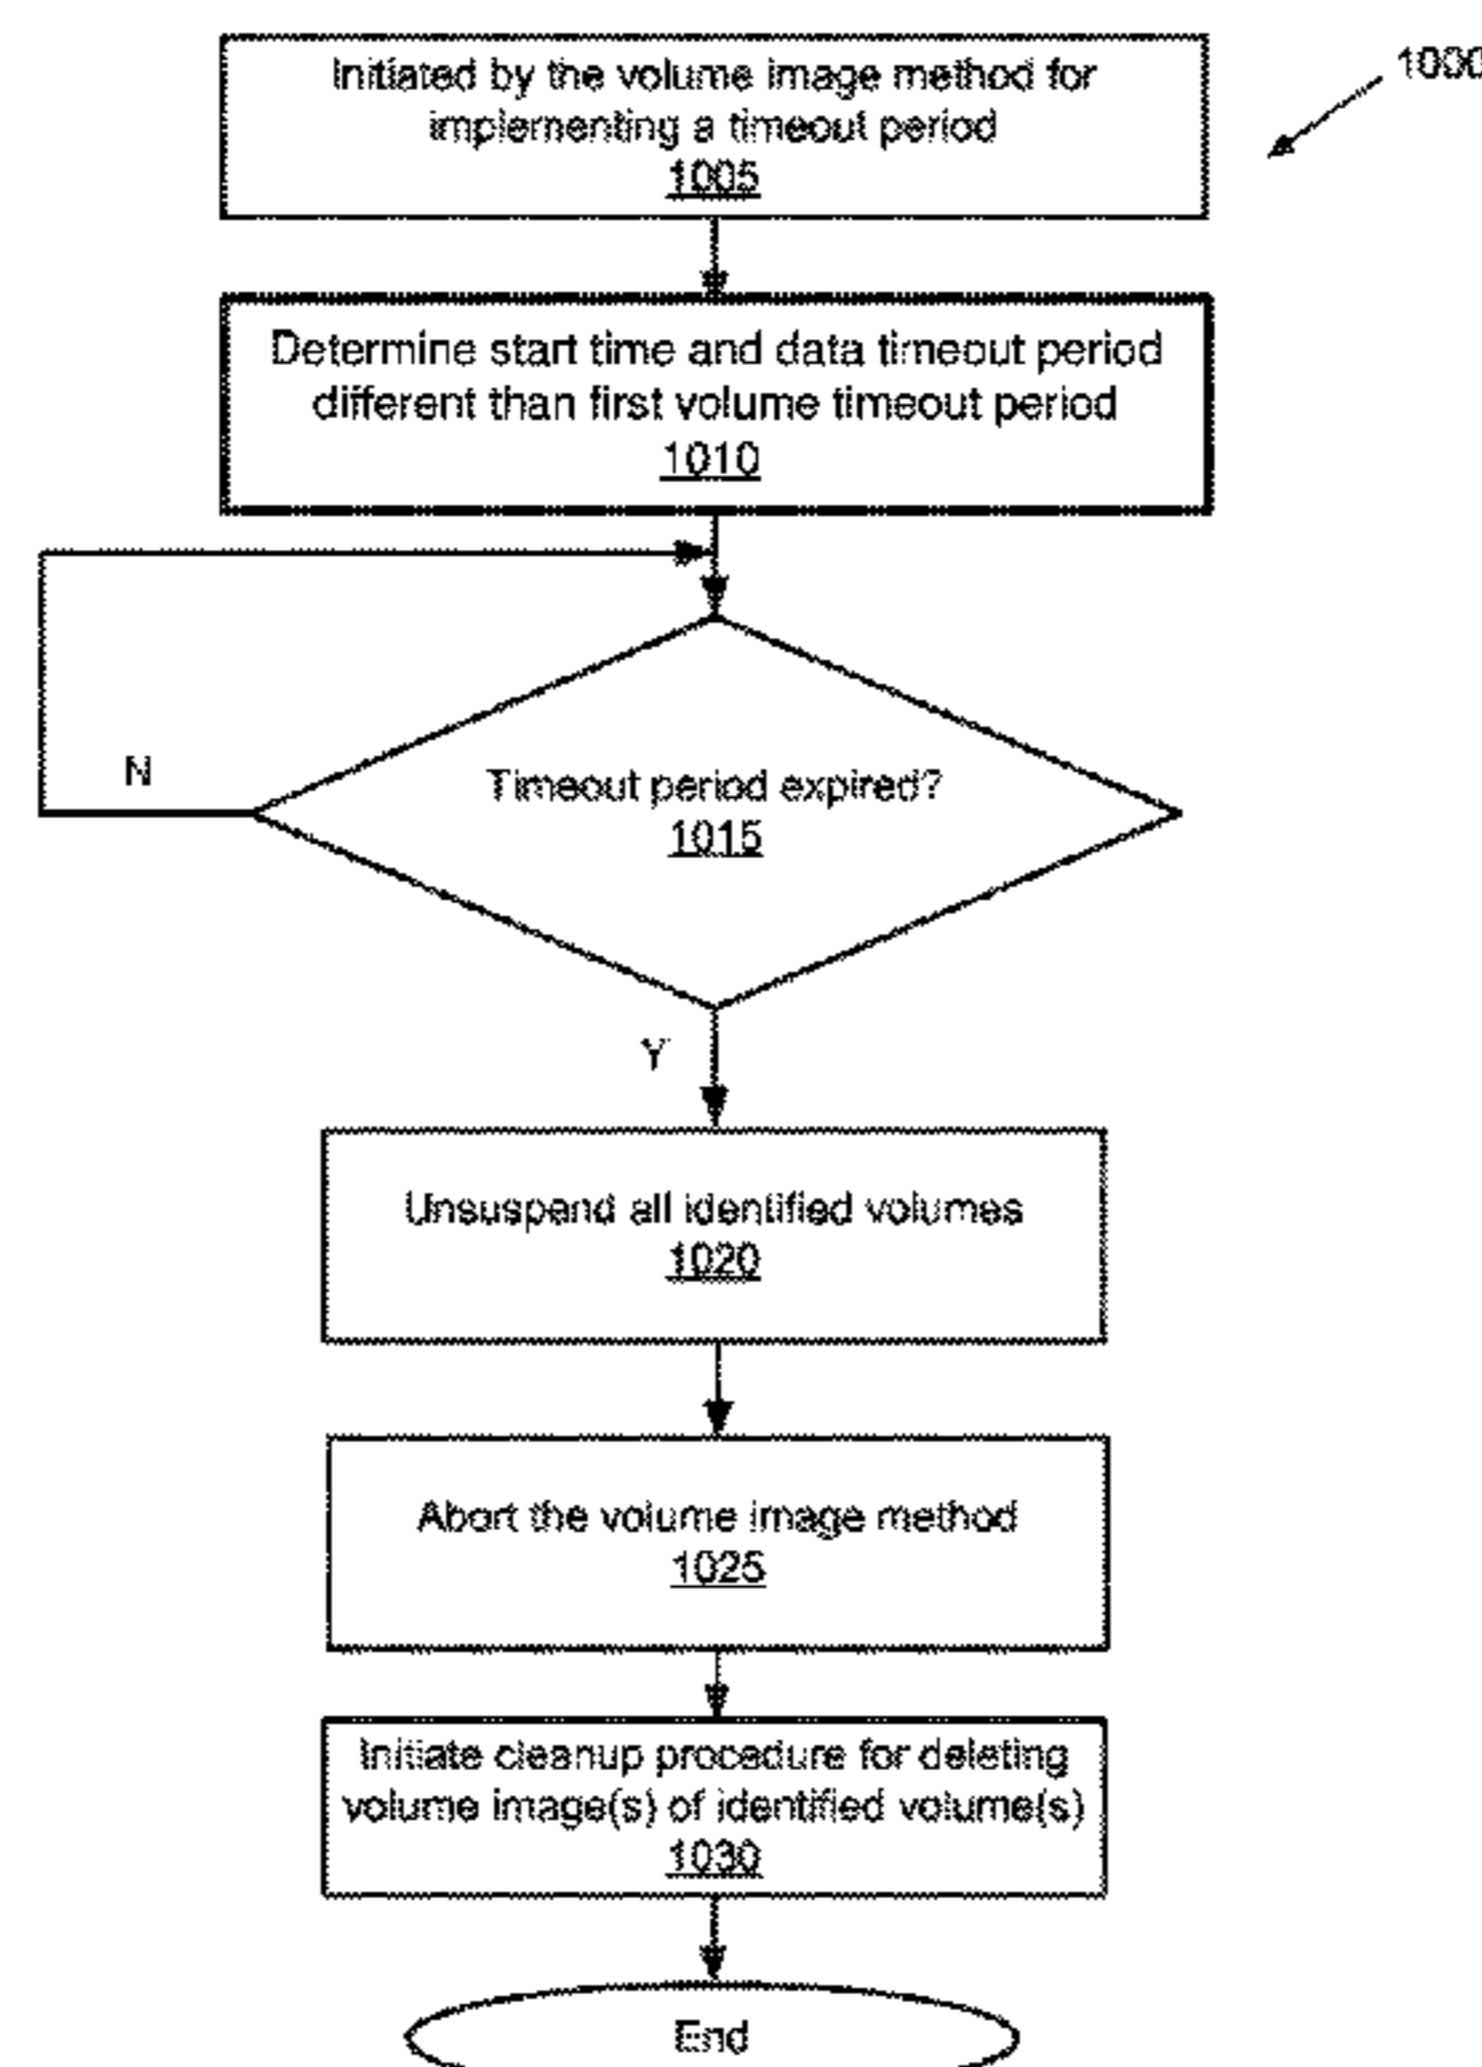 Initiated by the volume image method for
implementing a timeout period
1005
1000
Determine start time and data timeout period
different than first volume timeout period
1010
N
Timeout period expired?
1015
Y
Unsuspend all identified volumes
1020
Abort the volume image method
1025
Initiate cleanup procedure for deleting
volume image(s) of identified volume(s)
1030
End